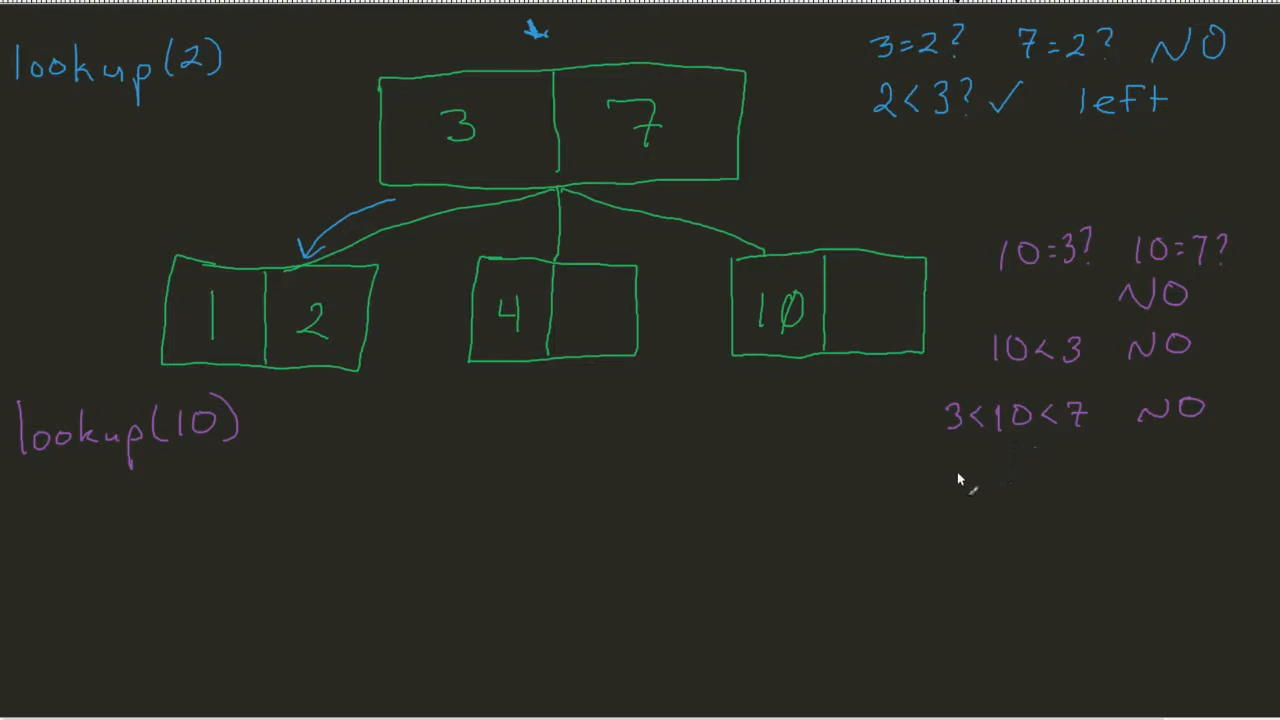 lookup(2)
3=2? 7=2? NO
2<3? ✓ left
3 7
10=3? 10=7?
NO
1 2 4 10
10<3 NO
3<10<7 NO
lookup(10)